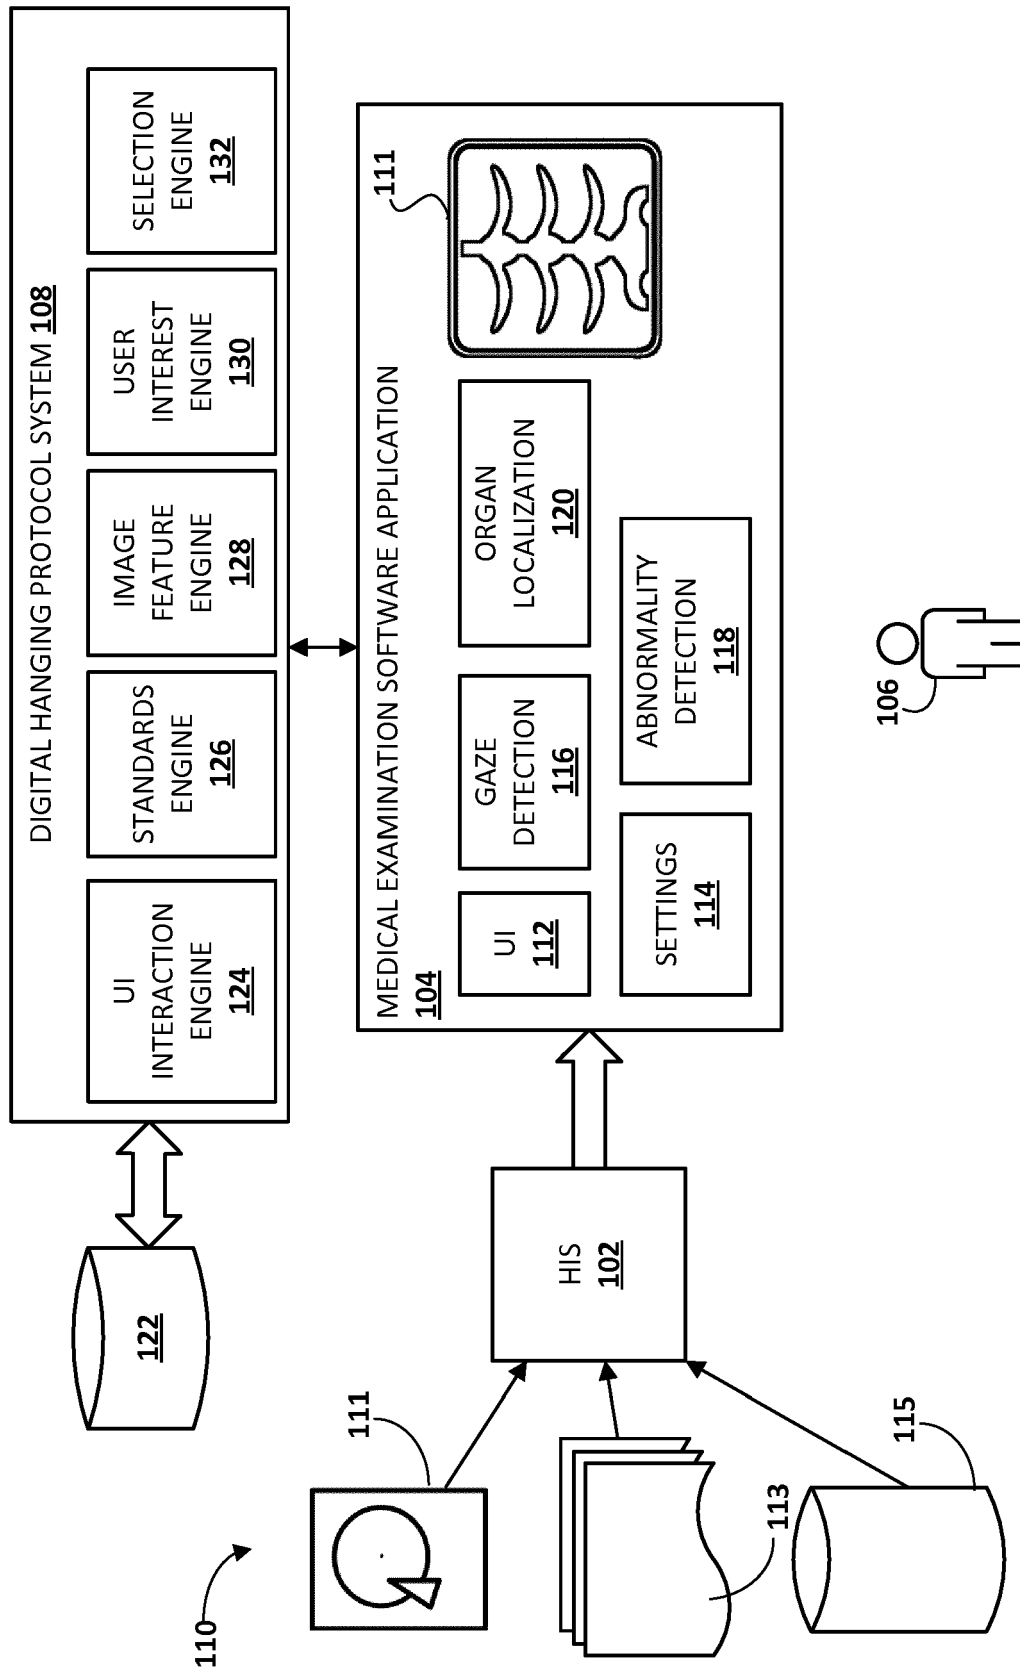 DIGITAL HANGING PROTOCOL SYSTEM 108
UI
INTERACTION
ENGINE
124
STANDARDS
ENGINE
126
IMAGE
FEATURE
ENGINE
128
USER
INTEREST
ENGINE
130
SELECTION
ENGINE
132
122
MEDICAL EXAMINATION SOFTWARE APPLICATION
104
UI
112
GAZE
DETECTION
116
ORGAN
LOCALIZATION
120
111
SETTINGS
114
ABNORMALITY
DETECTION
118
HIS
102
110
111
113
115
106